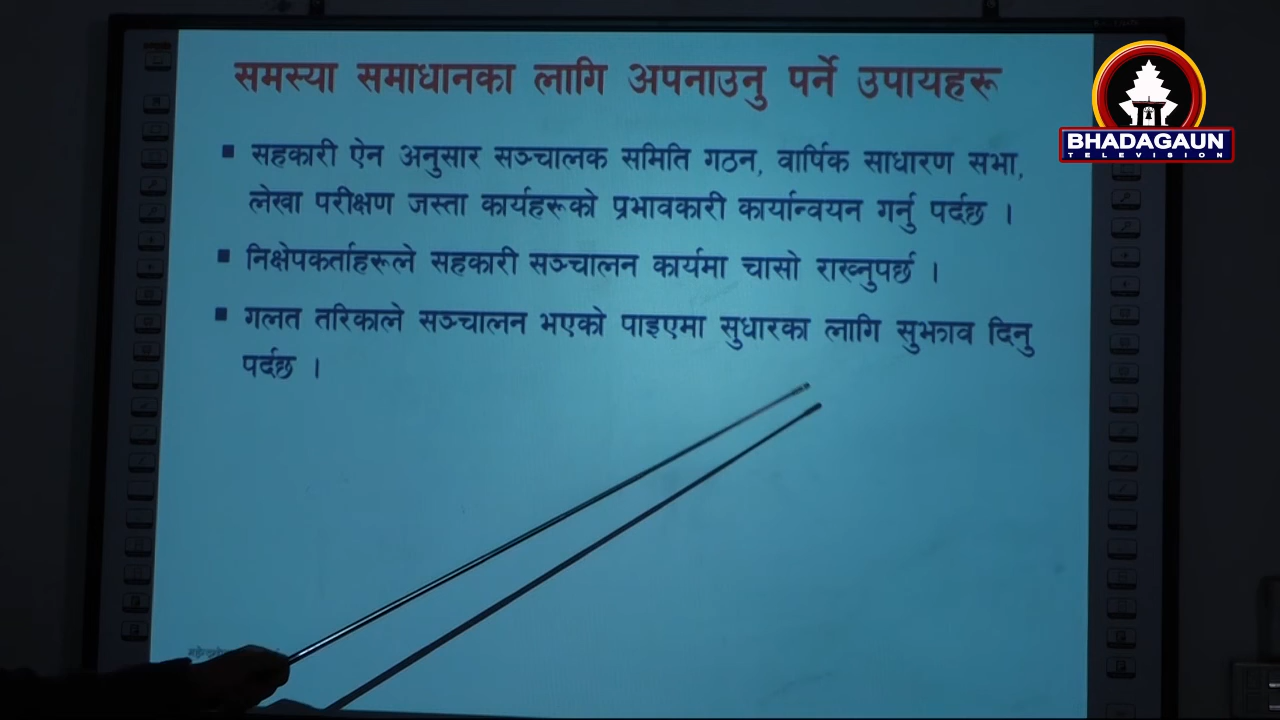 समस्या समाधानका लागि अपनाउनु पर्ने उपायहरू
▪ सहकारी ऐन अनुसार सञ्चालक समिति गठन, वार्षिक साधारण सभा,
लेखा परीक्षण जस्ता कार्यहरूको प्रभावकारी कार्यान्वयन गर्नु पर्दछ ।
▪ निक्षेपकर्ताहरूले सहकारी सञ्चालन कार्यमा चासो राख्नुपर्छ ।
▪ गलत तरिकाले सञ्चालन भएको पाइएमा सुधारका लागि सुझाव दिनु
पर्दछ ।
BHADAGAUN
TELEVISION